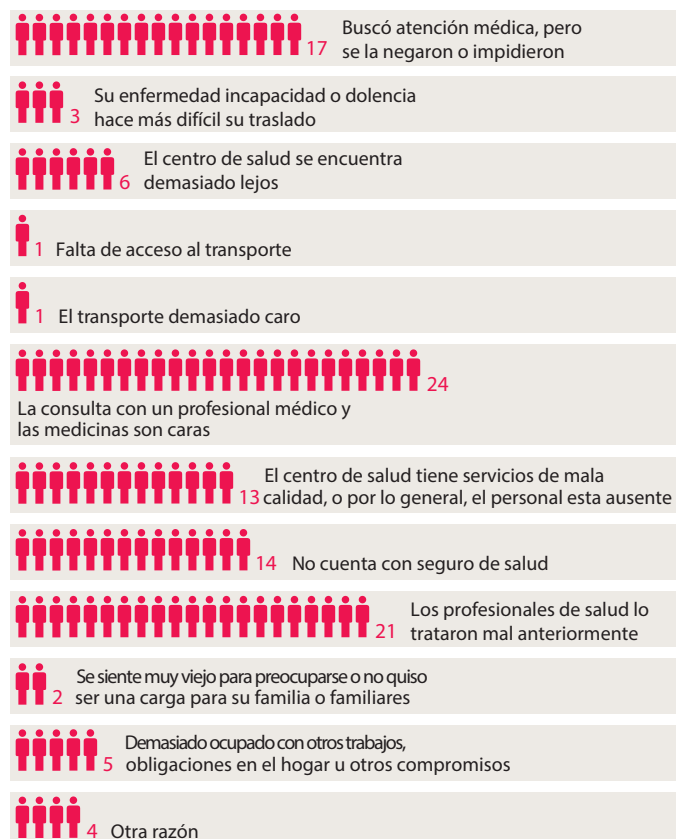 17 Buscó atención médica, pero
se la negaron o impidieron
3 Su enfermedad incapacidad o dolencia
hace más difícil su traslado
6 El centro de salud se encuentra
demasiado lejos
1 Falta de acceso al transporte
1 El transporte demasiado caro
24
La consulta con un profesional médico y
las medicinas son caras
El centro de salud tiene servicios de mala
13 calidad, o por lo general, el personal esta ausente
14 No cuenta con seguro de salud
21 Los profesionales de salud lo
trataron mal anteriormente
2 Se siente muy viejo para preocuparse o no quiso
ser una carga para su familia o familiares
Demasiado ocupado con otros trabajos,
5 obligaciones en el hogar u otros compromisos
4 Otra razón